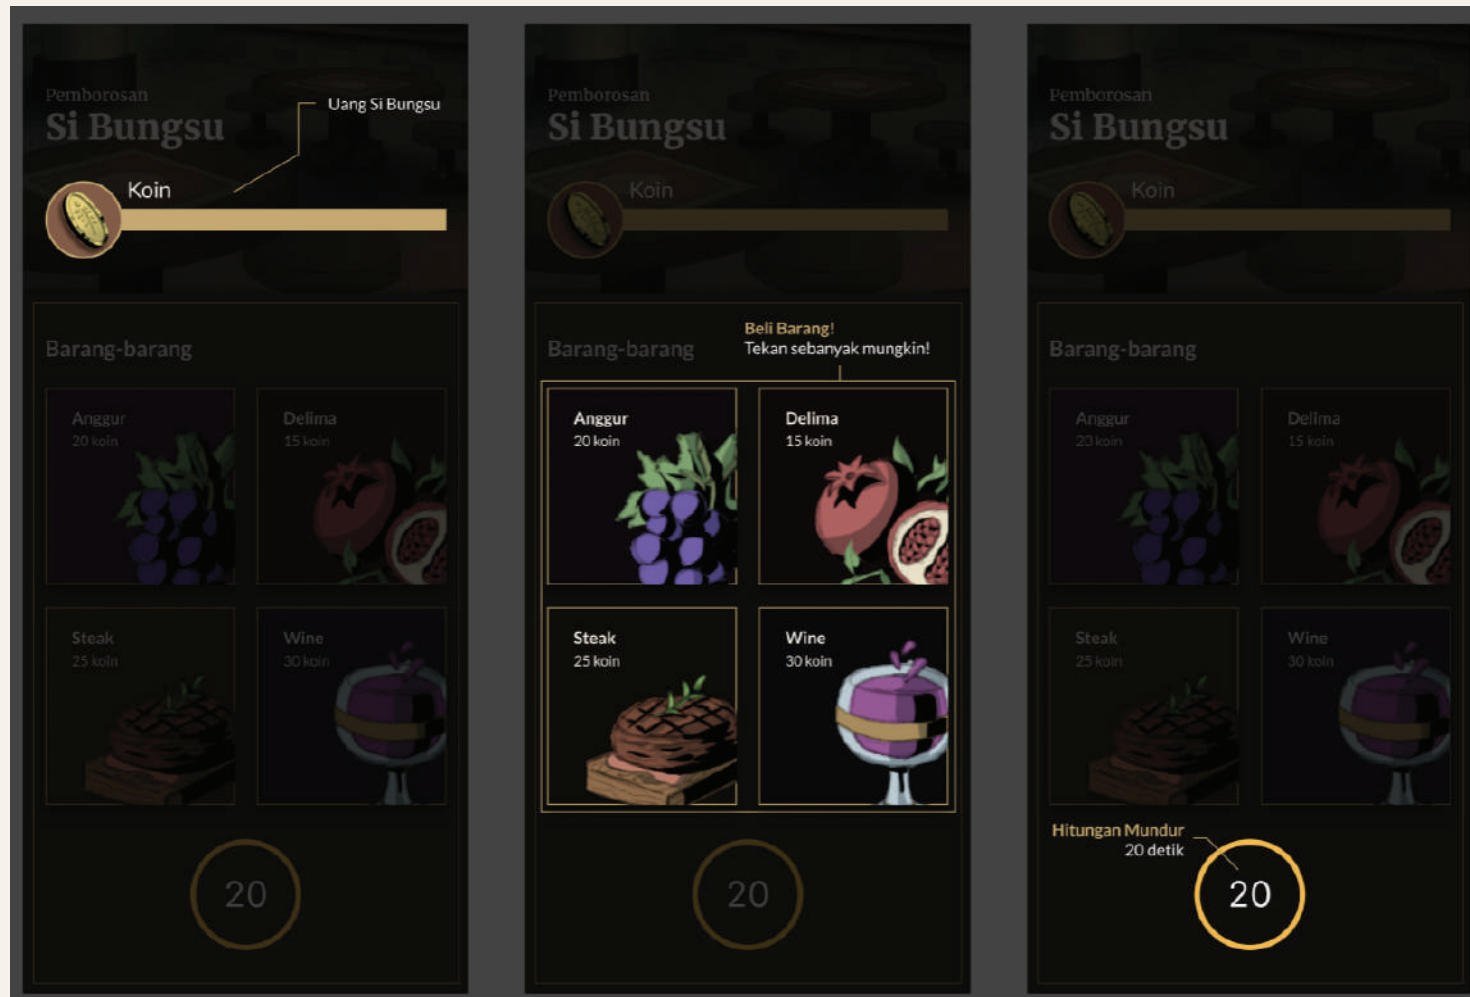 Pemborosan
Si Bungsu
Uang Si Bungsu
Koin
Barang-barang
Anggur
20 koin
Delima
15 koin
Steak
25 koin
Wine
30 koin
20
Pemborosan
Si Bungsu
Koin
Barang-barang
Beli Barang!
Tekan sebanyak mungkin!
Anggur
20 koin
Delima
15 koin
Steak
25 koin
Wine
30 koin
20
Pemborosan
Si Bungsu
Koin
Barang-barang
Anggur
20 koin
Delima
15 koin
Steak
25 koin
Wine
30 koin
Hitungan Mundur
20 detik
20